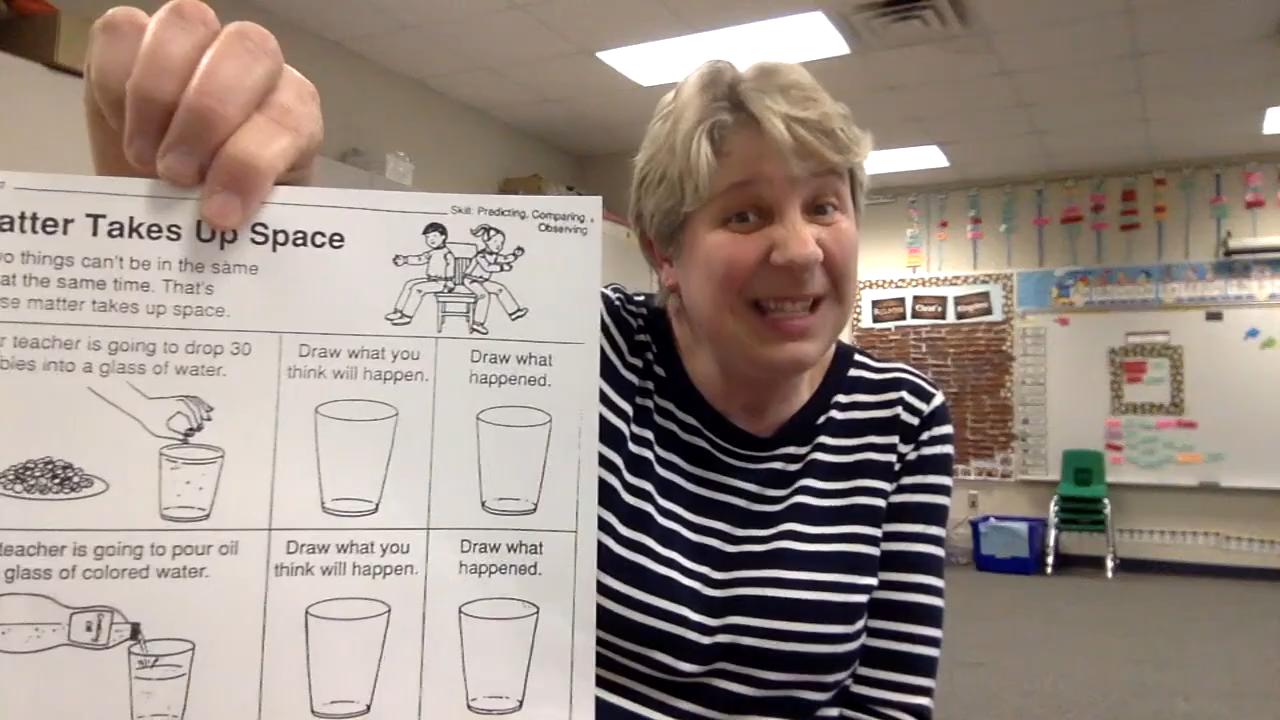 Skill: Predicting, Comparing,
Observing
atter Takes Up Space
o things can't be in the same
at the same time. That's
se matter takes up space.
r teacher is going to drop 30
bles into a glass of water.
Draw what you
think will happen.
Draw what
happened.
teacher is going to pour oil
glass of colored water.
Draw what you
think will happen.
Draw what
happened.